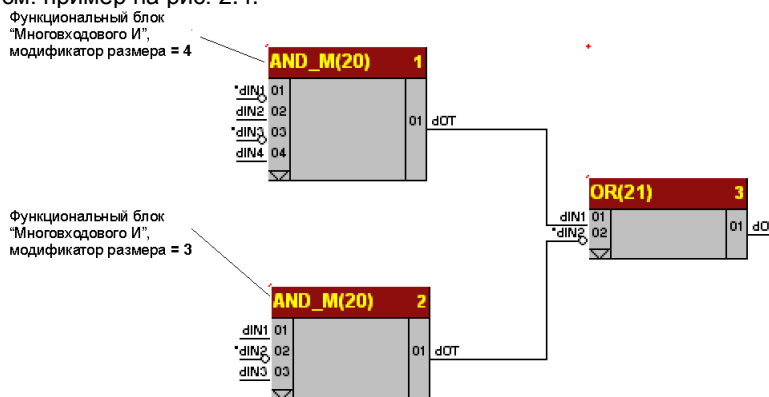 см. пример на рис. 2.4.
Функциональный блок
"Многовходового И",
модификатор размера = 4
AND_M(20) 1
*dIN1 01
dIN2 02
*dIN3 03
dIN4 04
01 dOT
OR(21) 3
dIN1 01
*dIN2 02
01
Функциональный блок
"Многовходового И",
модификатор размера = 3
AND_M(20) 2
dIN1 01
*dIN2 02
dIN3 03
01 dOT